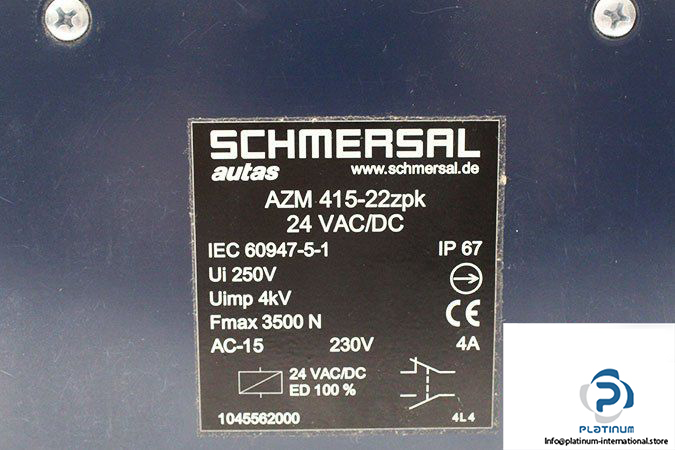 SCHMERSAL
autas www.schmersal.de
AZM 415-22zpk
24 VAC/DC
IEC 60947-5-1 IP 67
Ui 250V
Uimp 4kV
CE
Fmax 3500 N
AC-15 230V 4A
24 VAC/DC
ED 100 %
1045562000 4L4
PLATINUM
Info@platinum-international.store